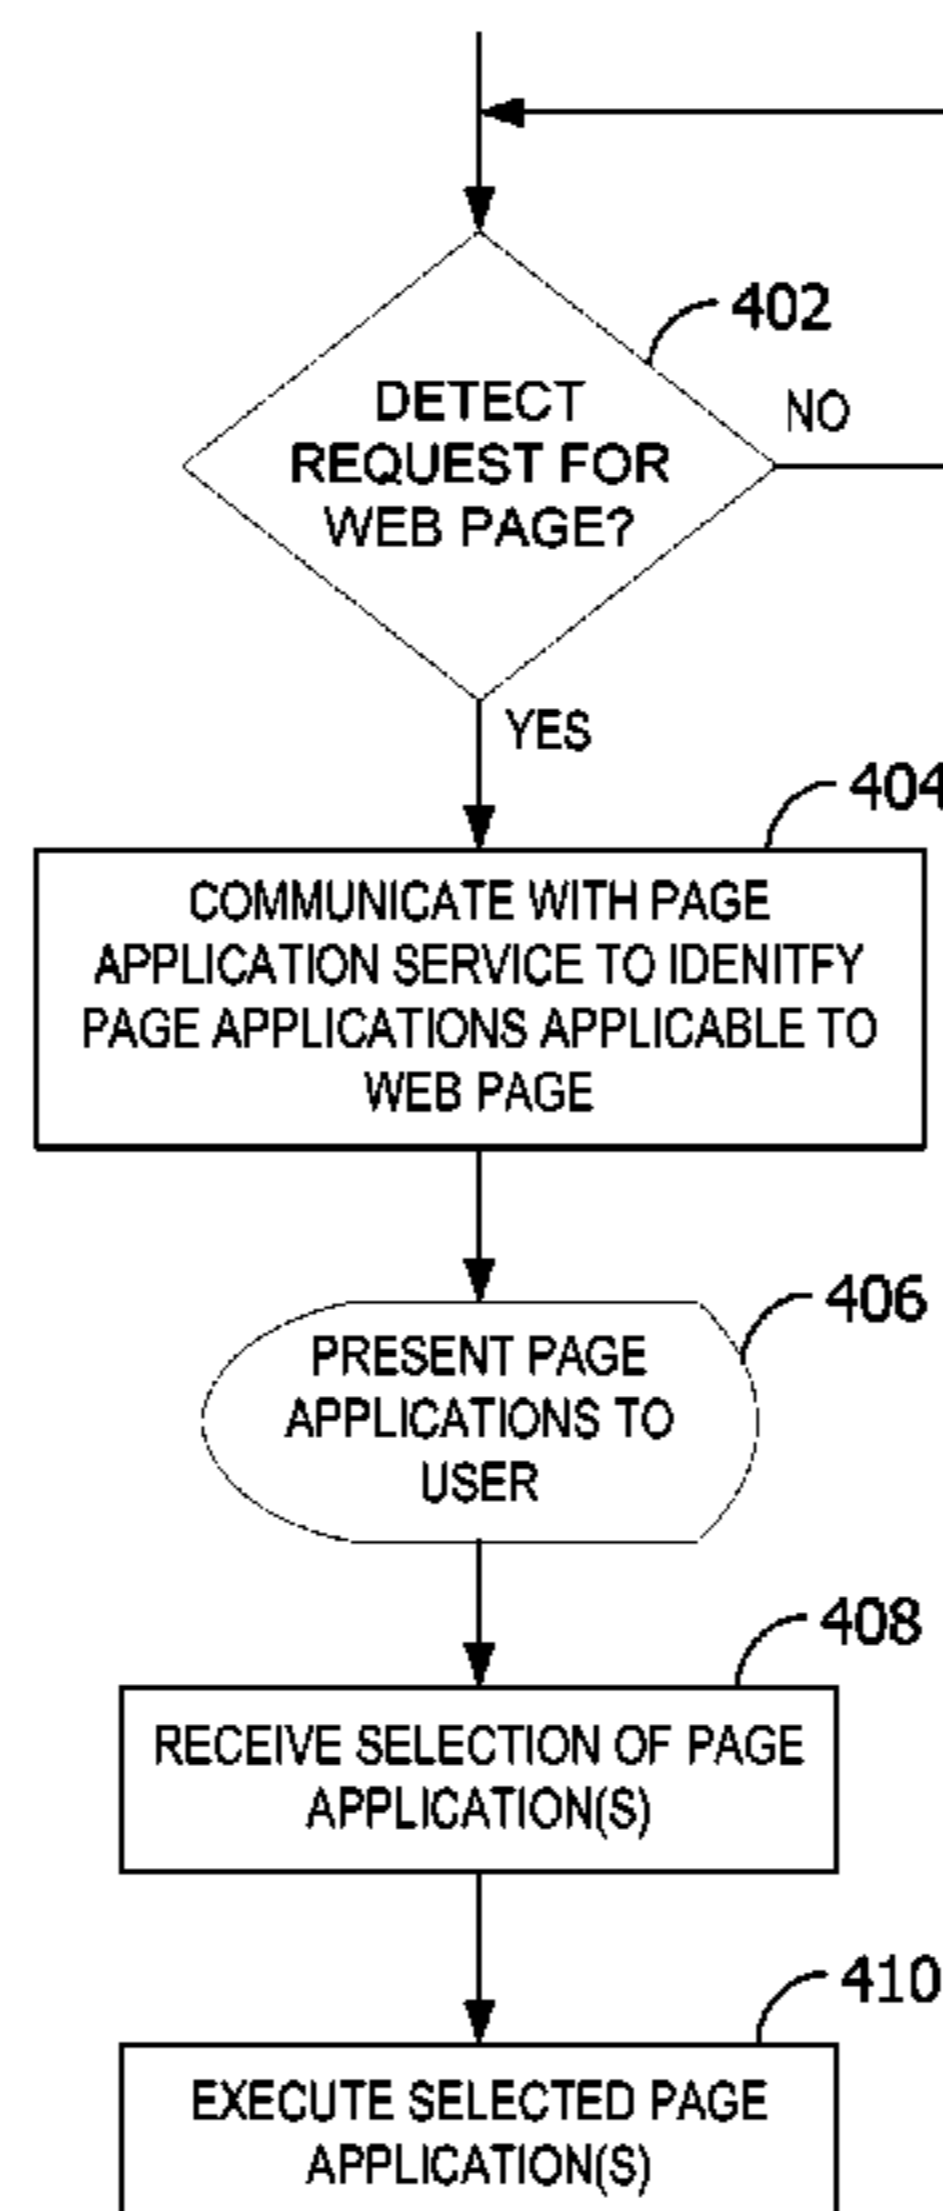 402
DETECT
REQUEST FOR
WEB PAGE?
NO
YES
404
COMMUNICATE WITH PAGE
APPLICATION SERVICE TO IDENITFY
PAGE APPLICATIONS APPLICABLE TO
WEB PAGE
406
PRESENT PAGE
APPLICATIONS TO
USER
408
RECEIVE SELECTION OF PAGE
APPLICATION(S)
410
EXECUTE SELECTED PAGE
APPLICATION(S)